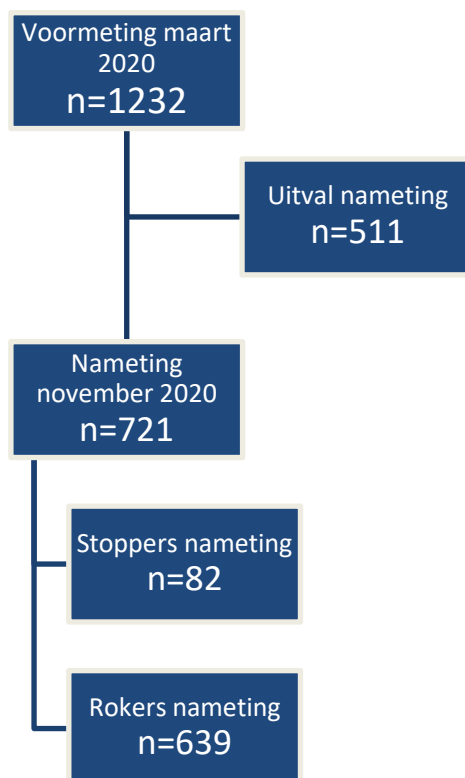 Voormeting maart
2020
n=1232
Uitval nameting
n=511
Nameting
november 2020
n=721
Stoppers nameting
n=82
Rokers nameting
n=639